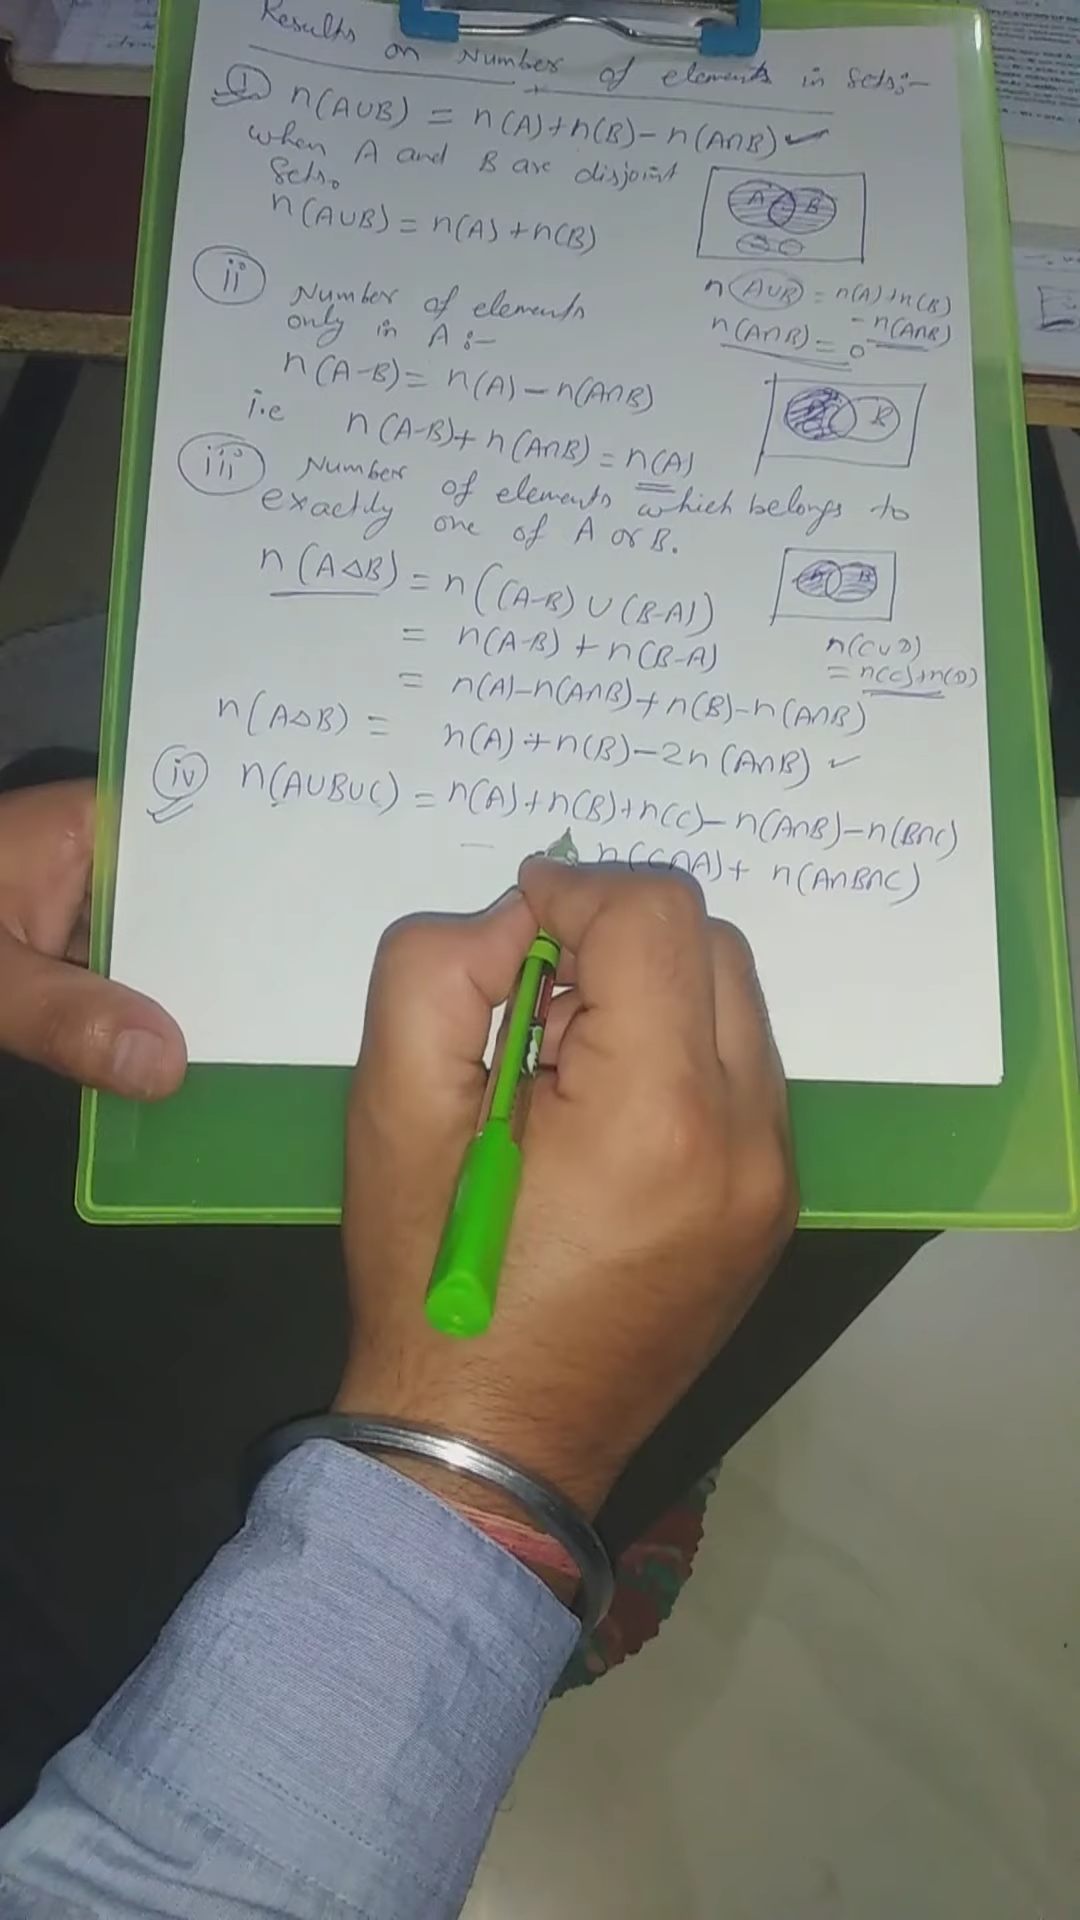 Results on Number of elements in Sets:-
(i) n(A∪B) = n(A)+n(B)-n(A∩B) ✓
when A and B are disjoint
Sets.
n(A∪B) = n(A)+n(B)
A B
n(A∪B) = n(A)+n(B)
-n(A∩B)
n(A∩B) = 0
(ii) Number of elements
only in A:-
n(A-B) = n(A)-n(A∩B)
i.e n(A-B)+n(A∩B) = n(A)
B
(iii) Number of elements which belongs to
exactly one of A or B.
n(A△B) = n((A-B)∪(B-A))
= n(A-B)+n(B-A)
= n(A)-n(A∩B)+n(B)-n(A∩B)
n(A△B) = n(A)+n(B)-2n(A∩B) ✓
A B
n(C∪D)
= n(C)+n(D)
(iv) n(A∪B∪C) = n(A)+n(B)+n(C)-n(A∩B)-n(B∩C)
- n(C∩A)+ n(A∩B∩C)